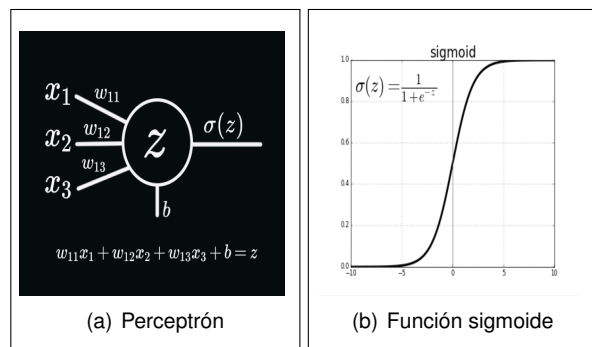 x₁ w₁₁
x₂ w₁₂ z σ(z)
x₃ w₁₃
b
w₁₁x₁ + w₁₂x₂ + w₁₃x₃ + b = z
(a) Perceptrón
sigmoid
σ(z) = 1/(1+e^{-z})
1.0
0.8
0.6
0.4
0.2
0.0
-10 -5 0 5 10
(b) Función sigmoide